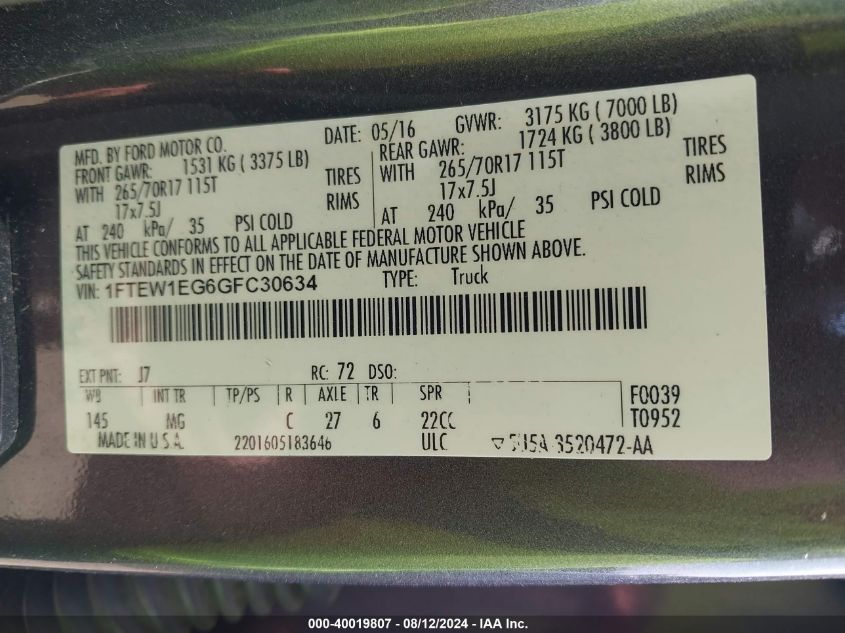 MFD. BY FORD MOTOR CO. DATE: 05/16 GVWR: 3175 KG ( 7000 LB)
FRONT GAWR: 1531 KG ( 3375 LB) REAR GAWR: 1724 KG ( 3800 LB)
WITH 265/70R17 115T TIRES WITH 265/70R17 115T TIRES
17x7.5J RIMS 17x7.5J RIMS
AT 240 kPa/ 35 PSI COLD AT 240 kPa/ 35 PSI COLD
THIS VEHICLE CONFORMS TO ALL APPLICABLE FEDERAL MOTOR VEHICLE
SAFETY STANDARDS IN EFFECT ON THE DATE OF MANUFACTURE SHOWN ABOVE.
VIN: 1FTEW1EG6GFC30634 TYPE: Truck
EXT PNT: J7 RC: 72 DSO:
WB INT TR TP/PS R AXLE TR SPR F0039
145 MG C 27 6 22CC T0952
MADE IN U.S.A. 2201605183646 ULC 3520472-AA
000-40019807 - 08/12/2024 - IAA Inc.